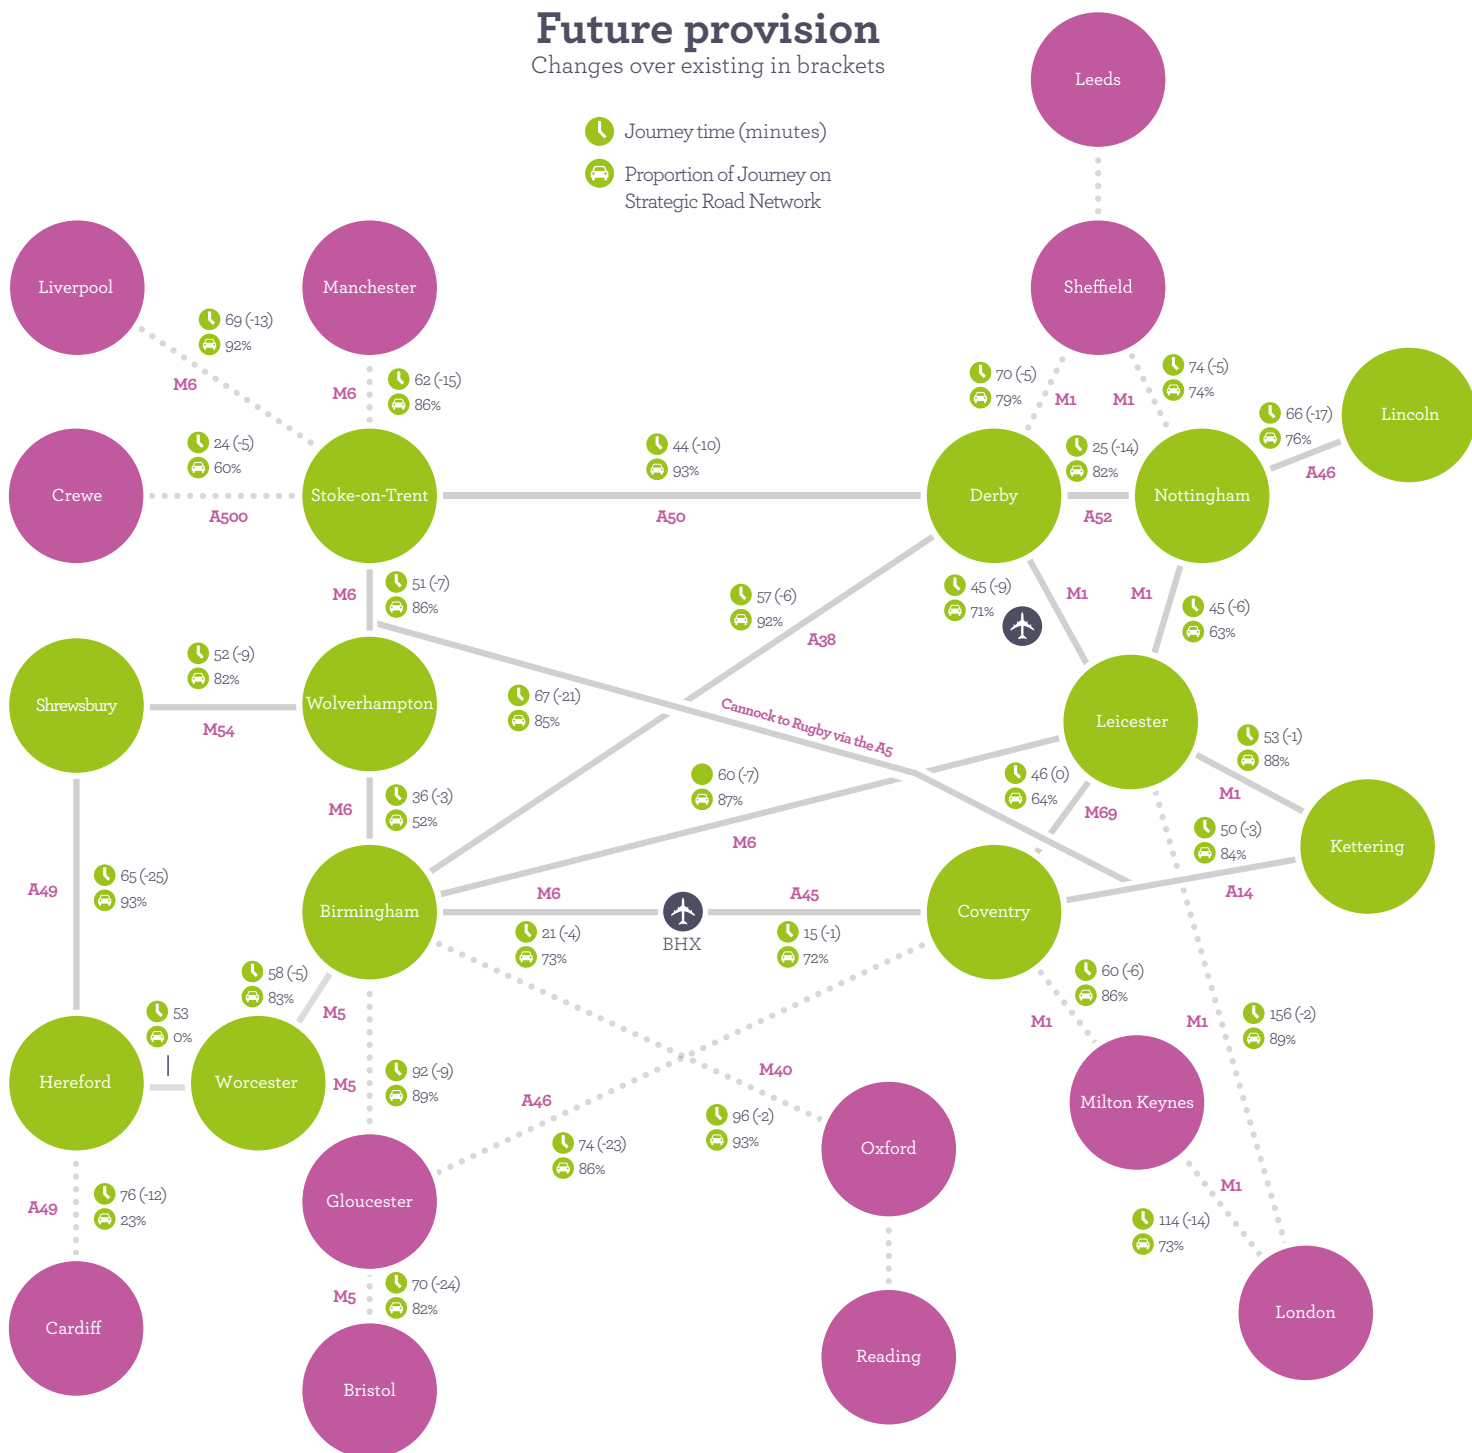 Future provision
Changes over existing in brackets
Journey time (minutes)
Proportion of Journey on
Strategic Road Network
Leeds
Liverpool
Manchester
Sheffield
69 (-13)
92%
M6
62 (-15)
86%
M6
70 (-5)
79%
M1
74 (-5)
74%
M1
Lincoln
66 (-17)
76%
A46
Crewe
24 (-5)
60%
A500
Stoke-on-Trent
44 (-10)
93%
A50
Derby
25 (-14)
82%
A52
Nottingham
M6
51 (-7)
86%
57 (-6)
92%
A38
45 (-9)
71%
M1
M1
45 (-6)
63%
Shrewsbury
52 (-9)
82%
M54
Wolverhampton
67 (-21)
85%
Cannock to Rugby via the A5
Leicester
53 (-1)
88%
M1
M6
36 (-3)
52%
60 (-7)
87%
M6
46 (0)
64%
M69
50 (-3)
84%
A14
Kettering
A49
65 (-25)
93%
Birmingham
M6
21 (-4)
73%
BHX
A45
15 (-1)
72%
Coventry
58 (-5)
83%
M5
53
0%
Hereford
Worcester
M5
92 (-9)
89%
A46
74 (-23)
86%
M40
96 (-2)
93%
60 (-6)
86%
M1
M1
156 (-2)
89%
Milton Keynes
Oxford
Gloucester
A49
76 (-12)
23%
M1
114 (-14)
73%
M5
70 (-24)
82%
Cardiff
Bristol
Reading
London